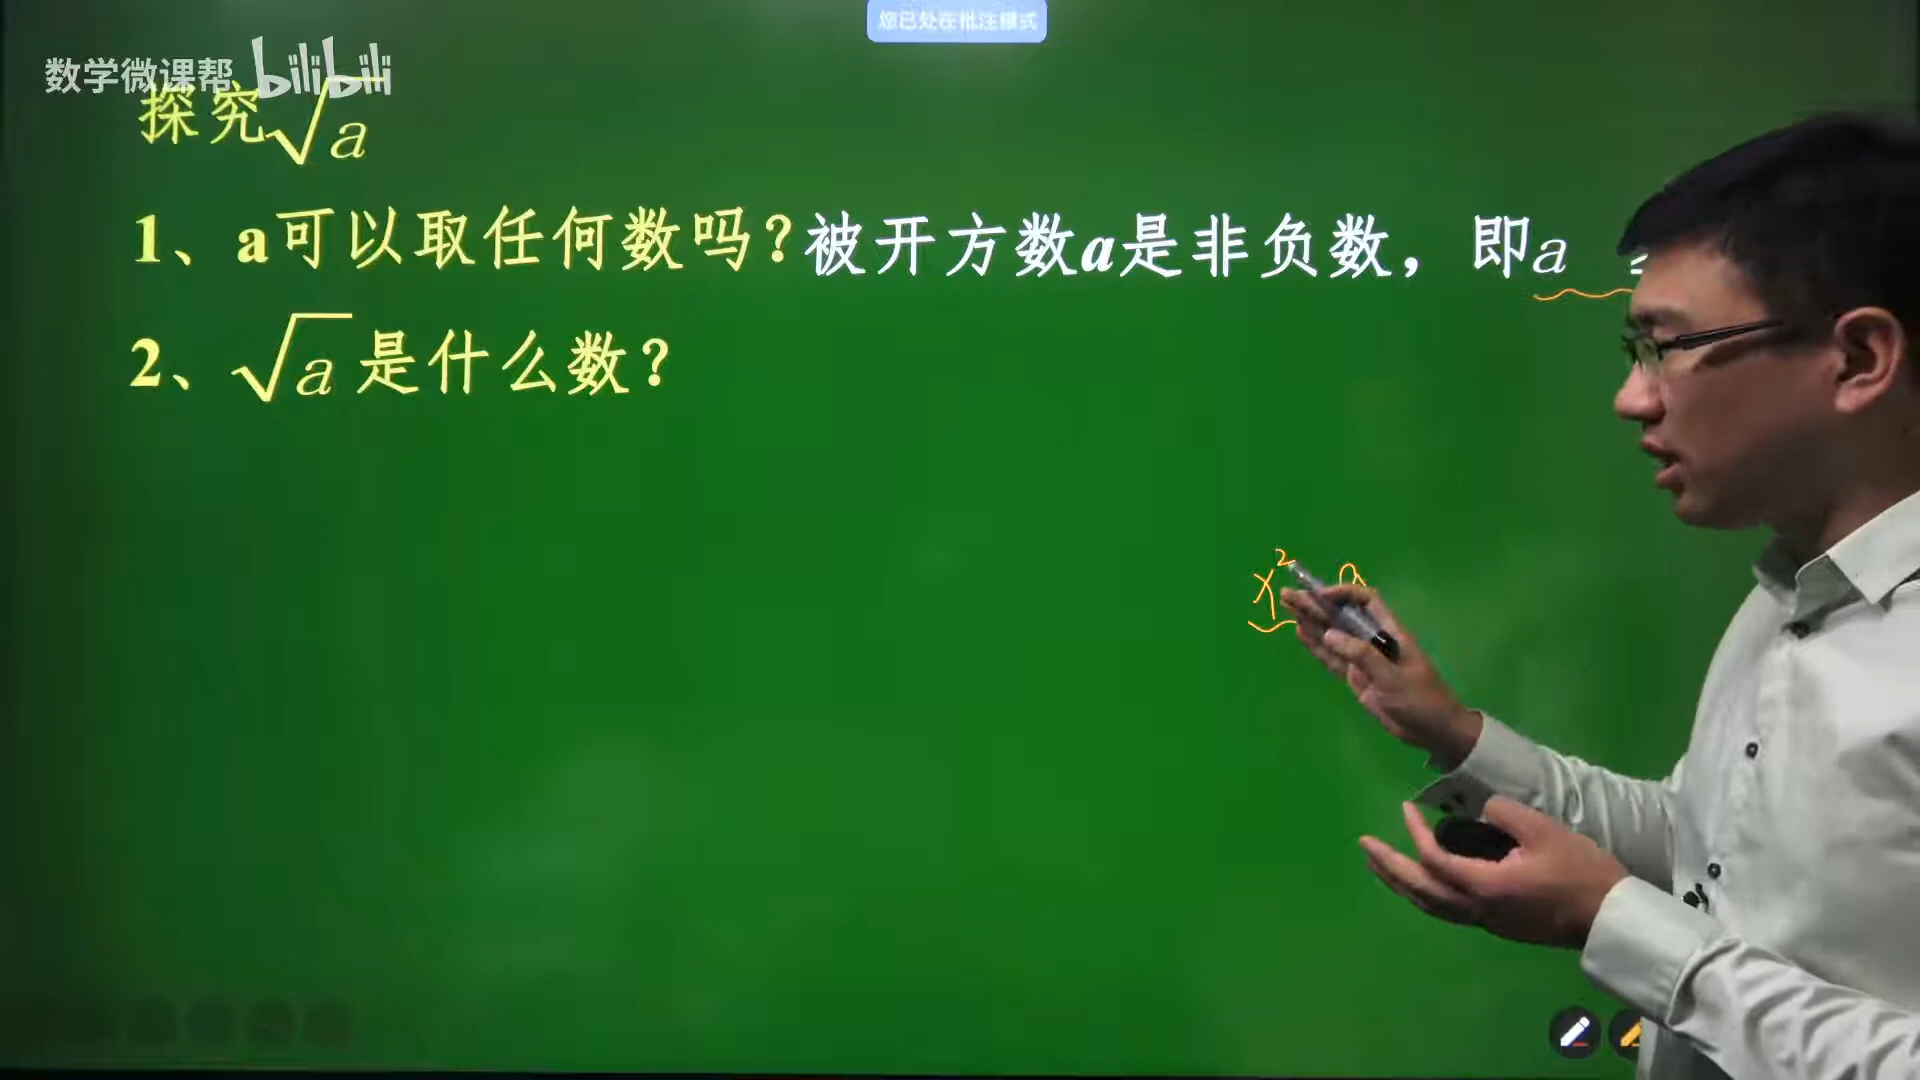 您已处在批注模式
数学微课帮 bilibili
探究√a
1、a可以取任何数吗？被开方数a是非负数，即a
2、√a 是什么数？
x² a